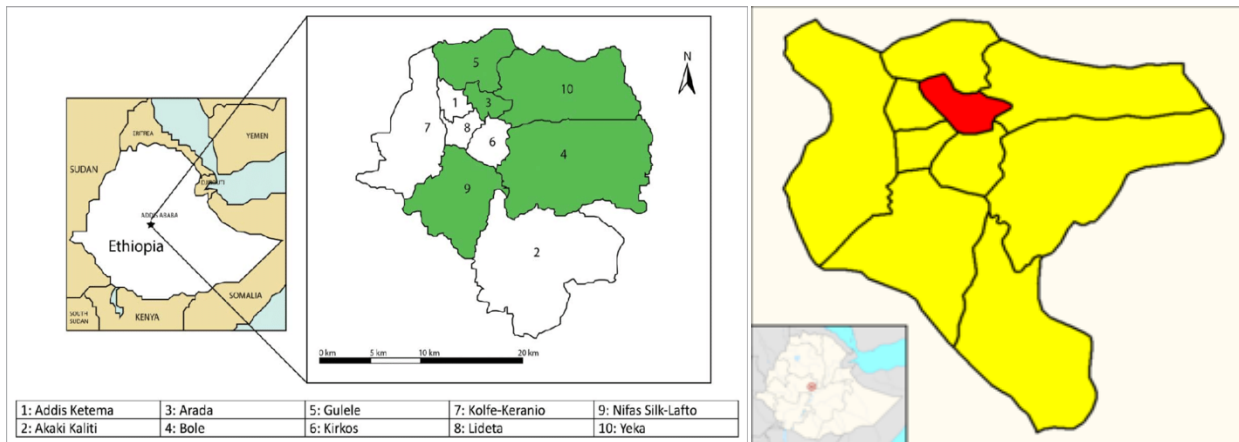 ERITREA
YEMEN
SUDAN
DJIBOUTI
ADDIS ABABA
Ethiopia
SOMALIA
SOUTH
SUDAN
KENYA
N
5
10
1
3
7
8
6
4
9
2
0 km
5 km
10 km
20 km
1: Addis Ketema
3: Arada
5: Gulele
7: Kolfe-Keranio
9: Nifas Silk-Lafto
2: Akaki Kaliti
4: Bole
6: Kirkos
8: Lideta
10: Yeka